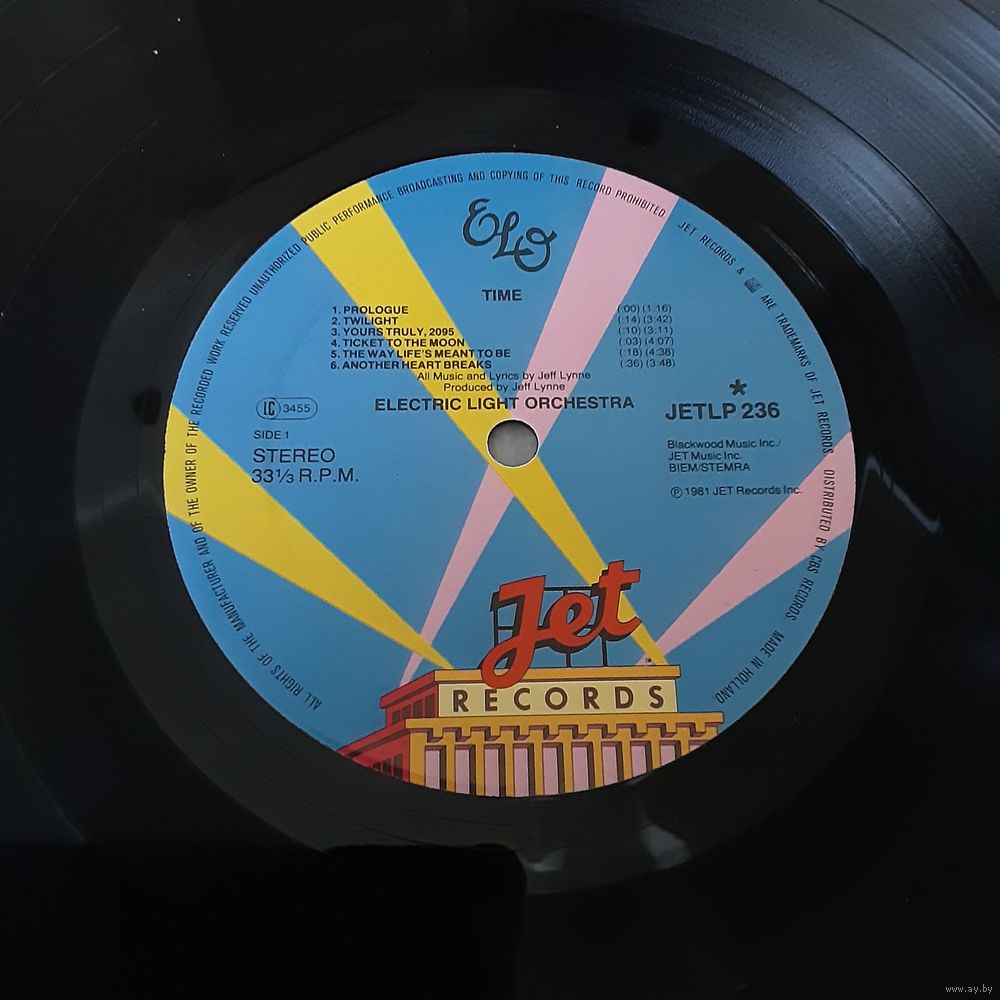 ALL RIGHTS OF THE MANUFACTURER AND OF THE OWNER OF THE RECORDED WORK RESERVED UNAUTHORIZED PUBLIC PERFORMANCE BROADCASTING AND COPYING OF THIS RECORD PROHIBITED
JET RECORDS & ARE TRADEMARKS OF JET RECORDS. DISTRIBUTED BY CBS RECORDS. MADE IN HOLLAND.
ELO
TIME
1. PROLOGUE (:00) (1:16)
2. TWILIGHT (:14) (3:42)
3. YOURS TRULY, 2095 (:10) (3:11)
4. TICKET TO THE MOON (:03) (4:07)
5. THE WAY LIFE'S MEANT TO BE (:18) (4:38)
6. ANOTHER HEART BREAKS (:36) (3:48)
All Music and Lyrics by Jeff Lynne
Produced by Jeff Lynne
ELECTRIC LIGHT ORCHESTRA
LC 3455
SIDE 1
STEREO
33⅓ R.P.M.
*
JETLP 236
Blackwood Music Inc./
JET Music Inc.
BIEM/STEMRA
℗ 1981 JET Records Inc.
Jet
RECORDS
www.ay.by